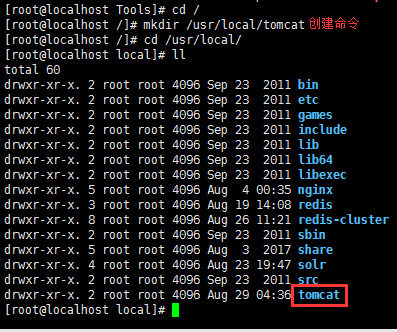 [root@localhost Tools]# cd /
[root@localhost /]# mkdir /usr/local/tomcat 创建命令
[root@localhost /]# cd /usr/local/
[root@localhost local]# ll
total 60
drwxr-xr-x. 2 root root 4096 Sep 23  2011 bin
drwxr-xr-x. 2 root root 4096 Sep 23  2011 etc
drwxr-xr-x. 2 root root 4096 Sep 23  2011 games
drwxr-xr-x. 2 root root 4096 Sep 23  2011 include
drwxr-xr-x. 2 root root 4096 Sep 23  2011 lib
drwxr-xr-x. 2 root root 4096 Sep 23  2011 lib64
drwxr-xr-x. 2 root root 4096 Sep 23  2011 libexec
drwxr-xr-x. 5 root root 4096 Aug  4 00:35 nginx
drwxr-xr-x. 3 root root 4096 Aug 19 14:08 redis
drwxr-xr-x. 8 root root 4096 Aug 26 11:21 redis-cluster
drwxr-xr-x. 2 root root 4096 Sep 23  2011 sbin
drwxr-xr-x. 5 root root 4096 Aug  3  2017 share
drwxr-xr-x. 4 root root 4096 Aug 23 19:47 solr
drwxr-xr-x. 2 root root 4096 Sep 23  2011 src
drwxr-xr-x. 2 root root 4096 Aug 29 04:36 tomcat
[root@localhost local]#